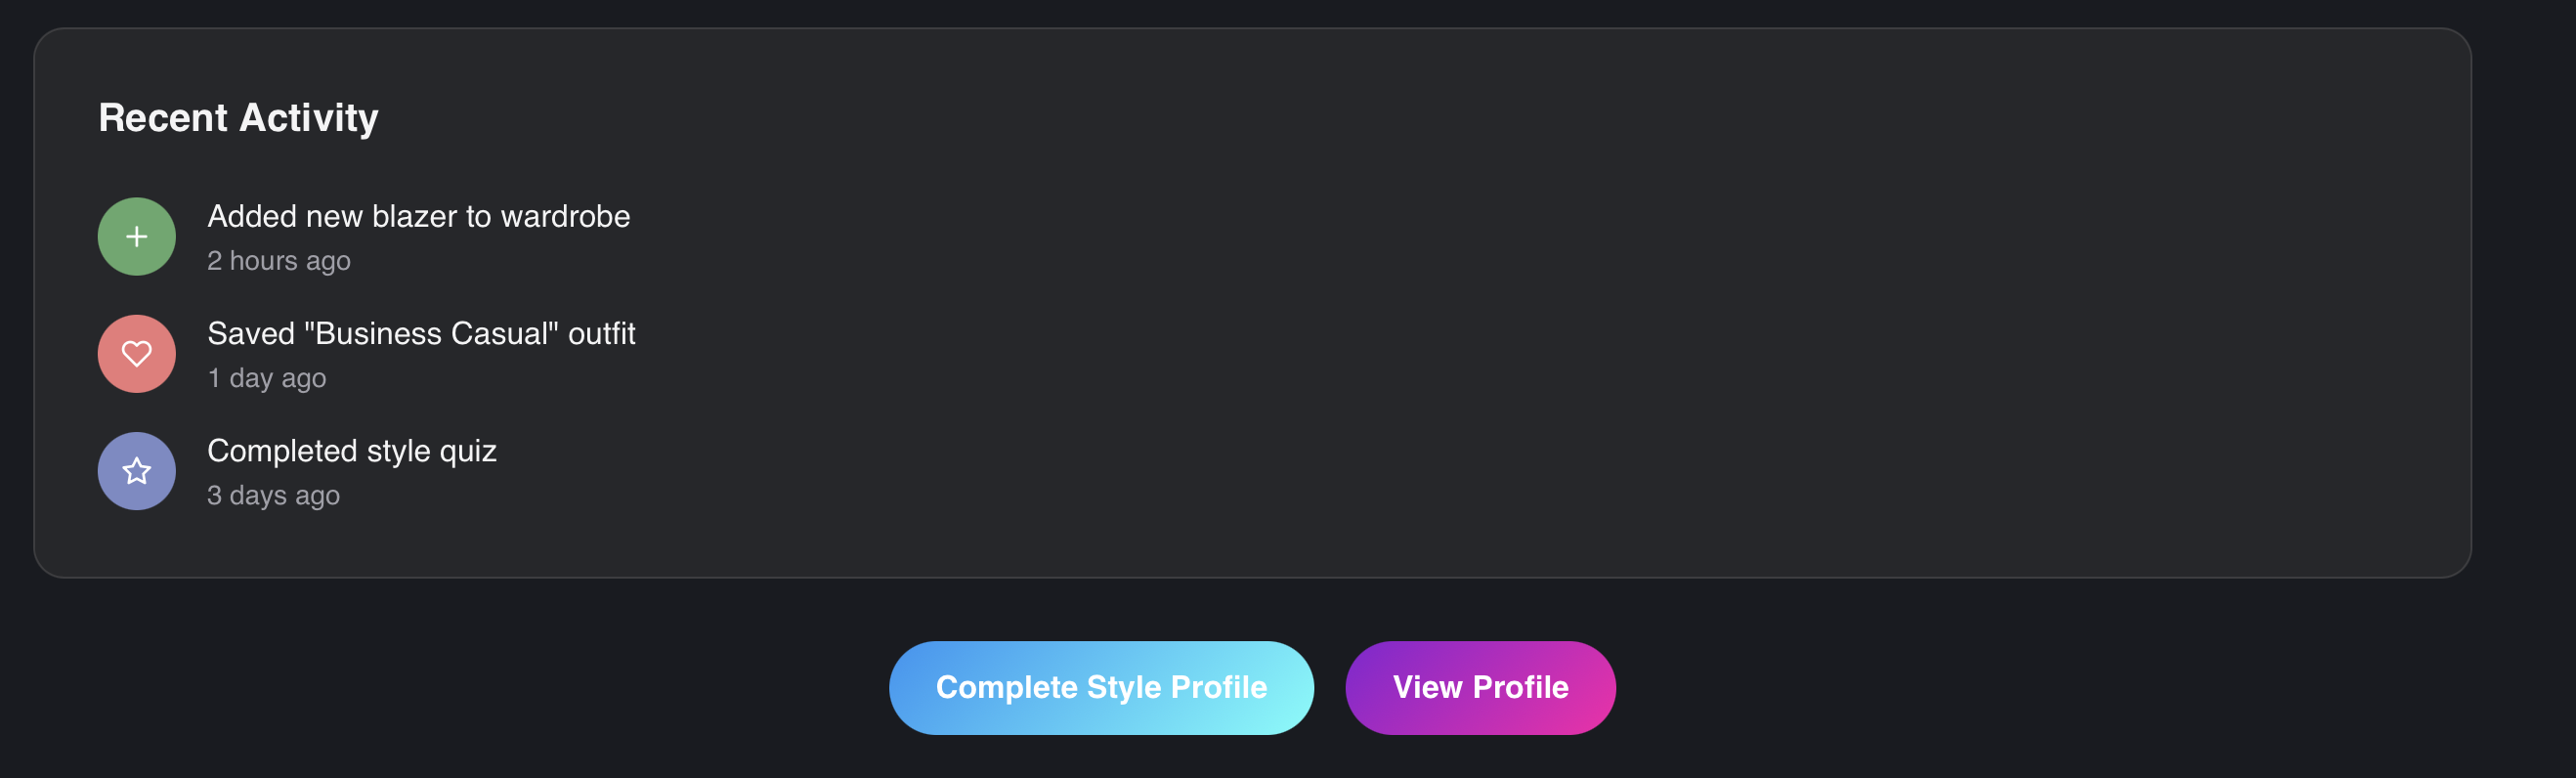 Recent Activity
Added new blazer to wardrobe
2 hours ago
Saved "Business Casual" outfit
1 day ago
Completed style quiz
3 days ago
Complete Style Profile
View Profile